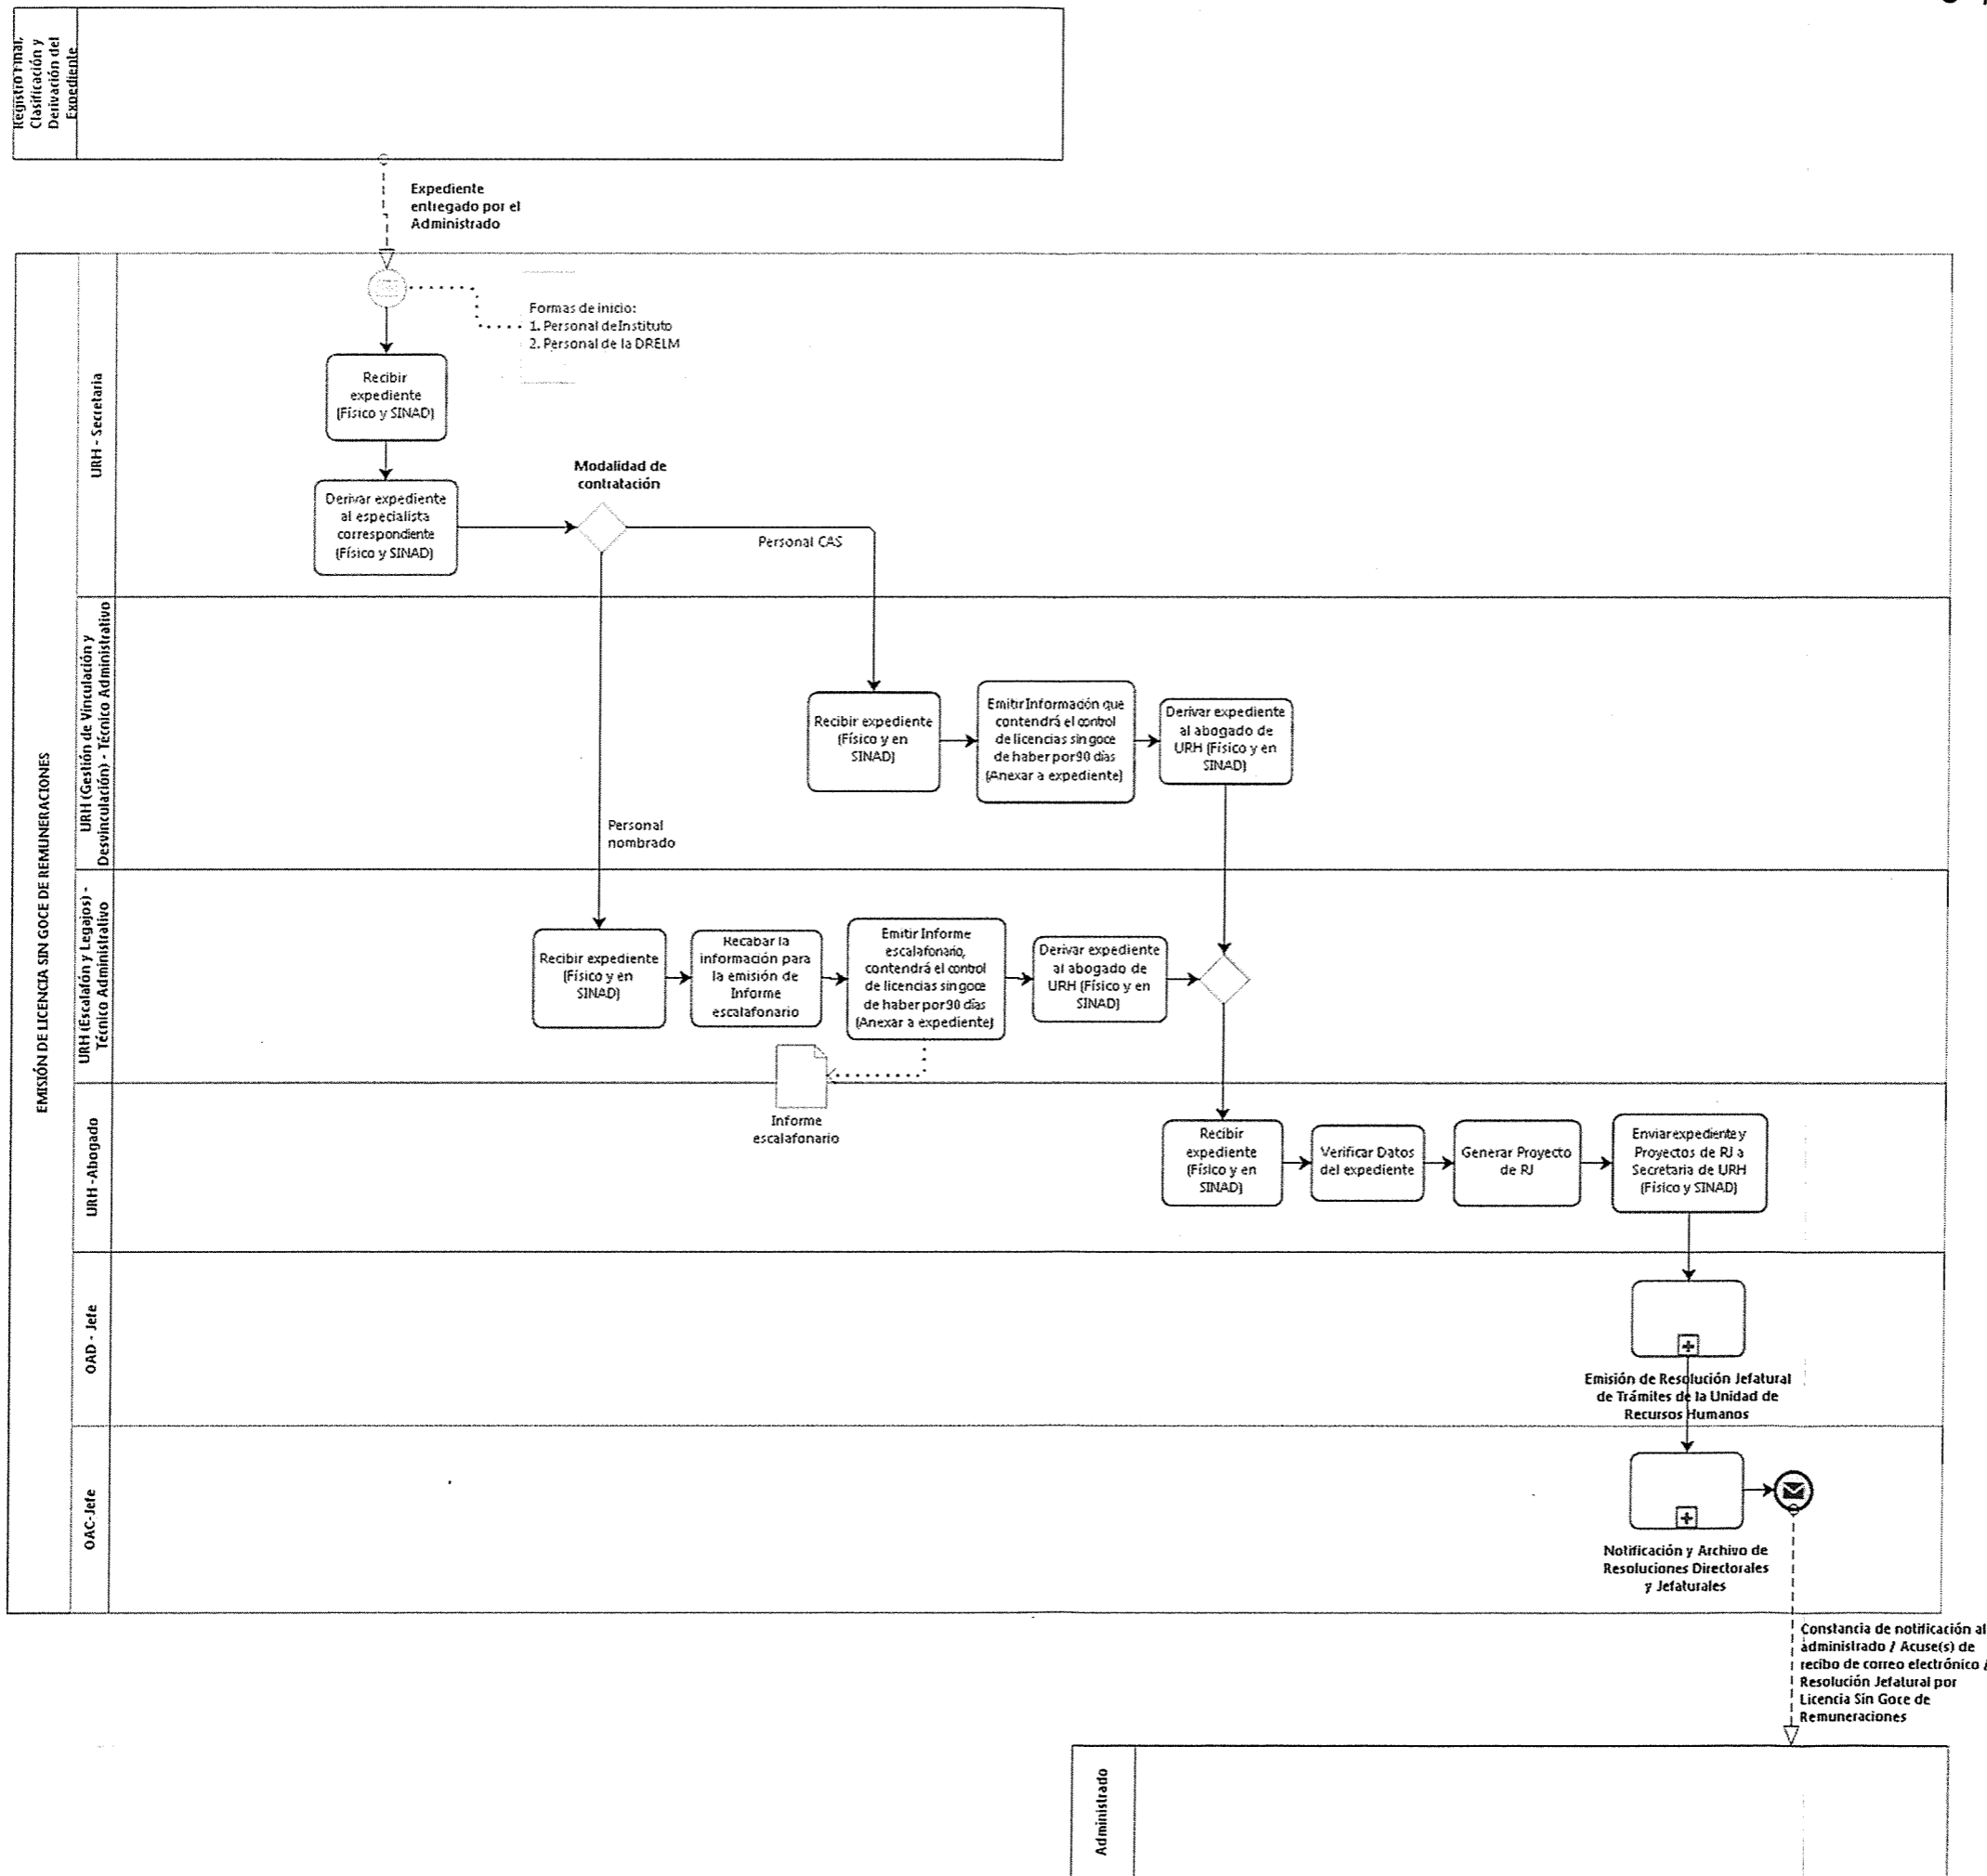 Registro Final,
Clasificación y
Derivación del
Expediente
Expediente
entregado por el
Administrado
EMISIÓN DE LICENCIA SIN GOCE DE REMUNERACIONES
URH - Secretaria
Formas de inicio:
1. Personal de Instituto
2. Personal de la DRELM
Recibir
expediente
(Físico y SINAD)
Derivar expediente
al especialista
correspondiente
(Físico y SINAD)
Modalidad de
contratación
Personal CAS
URH (Gestión de Vinculación y
Desvinculación) - Técnico Administrativo
Recibir expediente
(Físico y en
SINAD)
Emitir Información que
contendrá el control
de licencias sin goce
de haber por 90 días
(Anexar a expediente)
Derivar expediente
al abogado de
URH (Físico y en
SINAD)
Personal
nombrado
URH (Escalafón y Legajos) -
Técnico Administrativo
Recibir expediente
(Físico y en
SINAD)
Recabar la
información para
la emisión de
Informe
escalafonario
Emitir Informe
escalafonario,
contendrá el control
de licencias sin goce
de haber por 90 días
(Anexar a expediente)
Derivar expediente
al abogado de
URH (Físico y en
SINAD)
Informe
escalafonario
URH -Abogado
Recibir
expediente
(Físico y en
SINAD)
Verificar Datos
del expediente
Generar Proyecto
de RJ
Enviar expediente y
Proyectos de RJ a
Secretaria de URH
(Físico y SINAD)
OAD - Jefe
Emisión de Resolución Jefatural
de Trámites de la Unidad de
Recursos Humanos
OAC-Jefe
Notificación y Archivo de
Resoluciones Directorales
y Jefaturales
Constancia de notificación al
administrado / Acuse(s) de
recibo de correo electrónico /
Resolución Jefatural por
Licencia Sin Goce de
Remuneraciones
Administrado